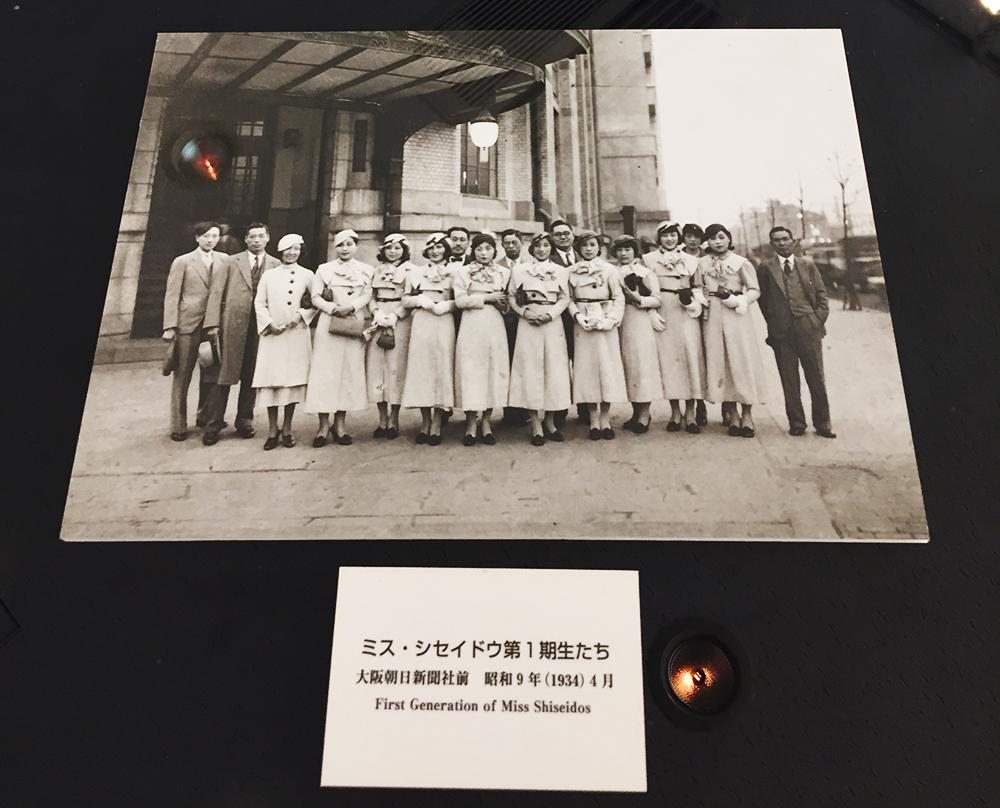 ミス・シセイドウ第1期生たち
大阪朝日新聞社前　昭和9年(1934)4月
First Generation of Miss Shiseidos